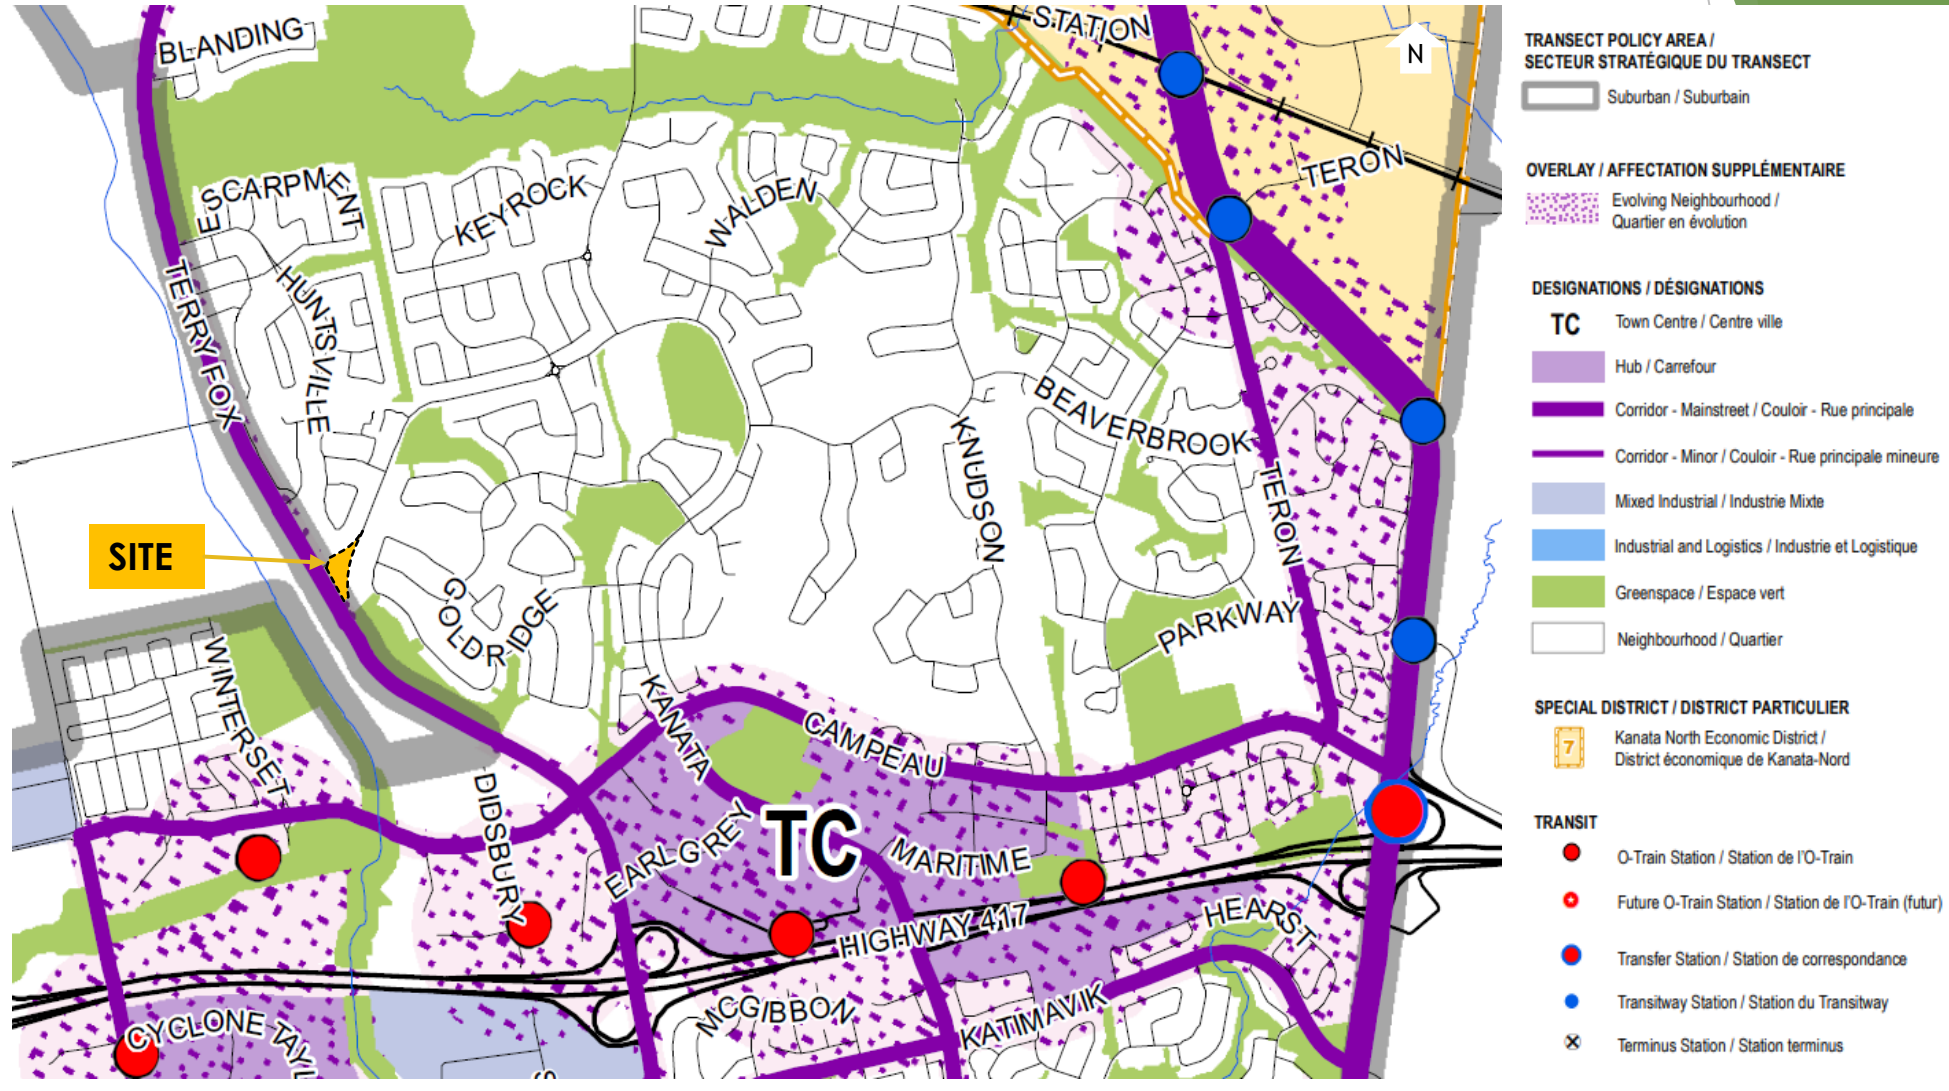 BLANDING
STATION
N
TERON
ESCARPMENT
KEYROCK
WALDEN
HUNTSVILLE
TERRY FOX
BEAVERBROOK
KNUDSON
TERON
SITE
GOLDRIDGE
PARKWAY
WINTERSET
KANATA
CAMPEAU
DIDSBURY
EARL GREY
TC
MARITIME
HIGHWAY 417
HEARST
MCGIBBON
KATIMAVIK
CYCLONE TAYL
S
TRANSECT POLICY AREA /
SECTEUR STRATÉGIQUE DU TRANSECT
Suburban / Suburbain
OVERLAY / AFFECTATION SUPPLÉMENTAIRE
Evolving Neighbourhood /
Quartier en évolution
DESIGNATIONS / DÉSIGNATIONS
TC Town Centre / Centre ville
Hub / Carrefour
Corridor - Mainstreet / Couloir - Rue principale
Corridor - Minor / Couloir - Rue principale mineure
Mixed Industrial / Industrie Mixte
Industrial and Logistics / Industrie et Logistique
Greenspace / Espace vert
Neighbourhood / Quartier
SPECIAL DISTRICT / DISTRICT PARTICULIER
7 Kanata North Economic District /
District économique de Kanata-Nord
TRANSIT
O-Train Station / Station de l'O-Train
Future O-Train Station / Station de l'O-Train (futur)
Transfer Station / Station de correspondance
Transitway Station / Station du Transitway
Terminus Station / Station terminus